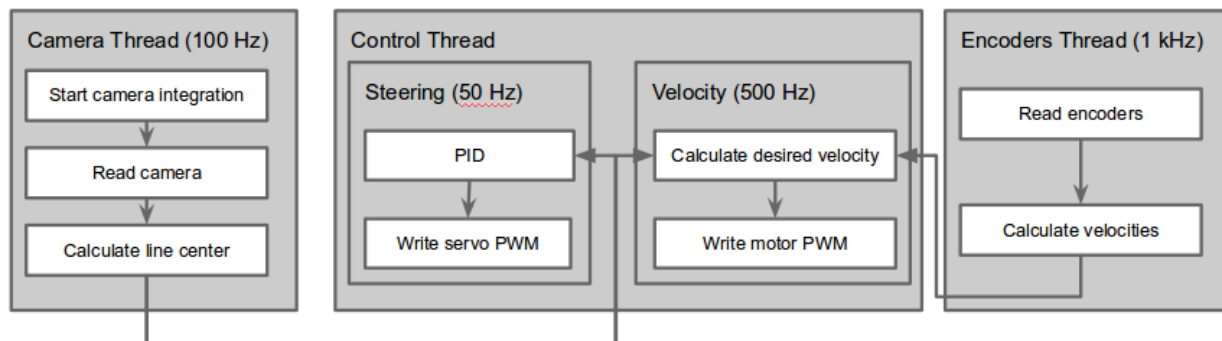 Camera Thread (100 Hz)
Start camera integration
Read camera
Calculate line center
Control Thread
Steering (50 Hz)
PID
Write servo PWM
Velocity (500 Hz)
Calculate desired velocity
Write motor PWM
Encoders Thread (1 kHz)
Read encoders
Calculate velocities